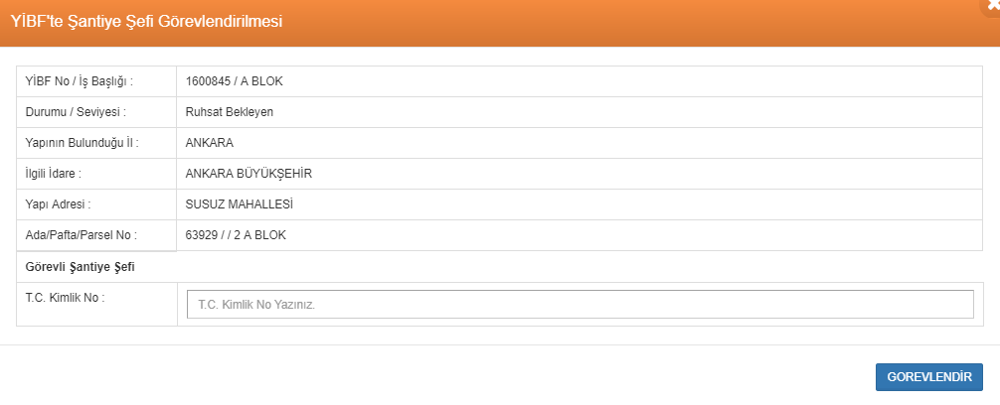 YİBF'te Şantiye Şefi Görevlendirilmesi
YİBF No / İş Başlığı : 1600845 / A BLOK
Durumu / Seviyesi : Ruhsat Bekleyen
Yapının Bulunduğu İl : ANKARA
İlgili İdare : ANKARA BÜYÜKŞEHİR
Yapı Adresi : SUSUZ MAHALLESİ
Ada/Pafta/Parsel No : 63929 / / 2 A BLOK
Görevli Şantiye Şefi
T.C. Kimlik No : T.C. Kimlik No Yazınız.
GOREVLENDİR